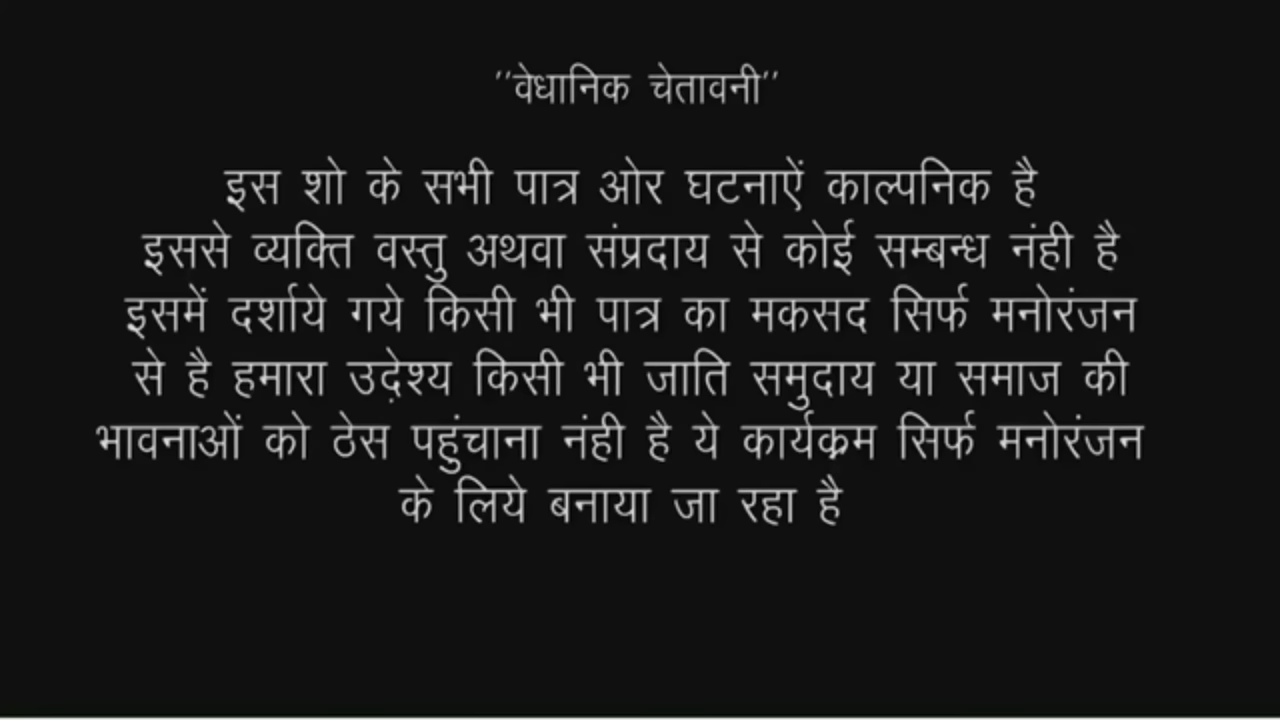 "वेधानिक चेतावनी"
इस शो के सभी पात्र ओर घटनाऐं काल्पनिक है
इससे व्यक्ति वस्तु अथवा संप्रदाय से कोई सम्बन्ध नंही है
इसमें दर्शाये गये किसी भी पात्र का मकसद सिर्फ मनोरंजन
से है हमारा उद़ेश्य किसी भी जाति समुदाय या समाज की
भावनाओं को ठेस पहुंचाना नंही है ये कार्यक्रम सिर्फ मनोरंजन
के लिये बनाया जा रहा है